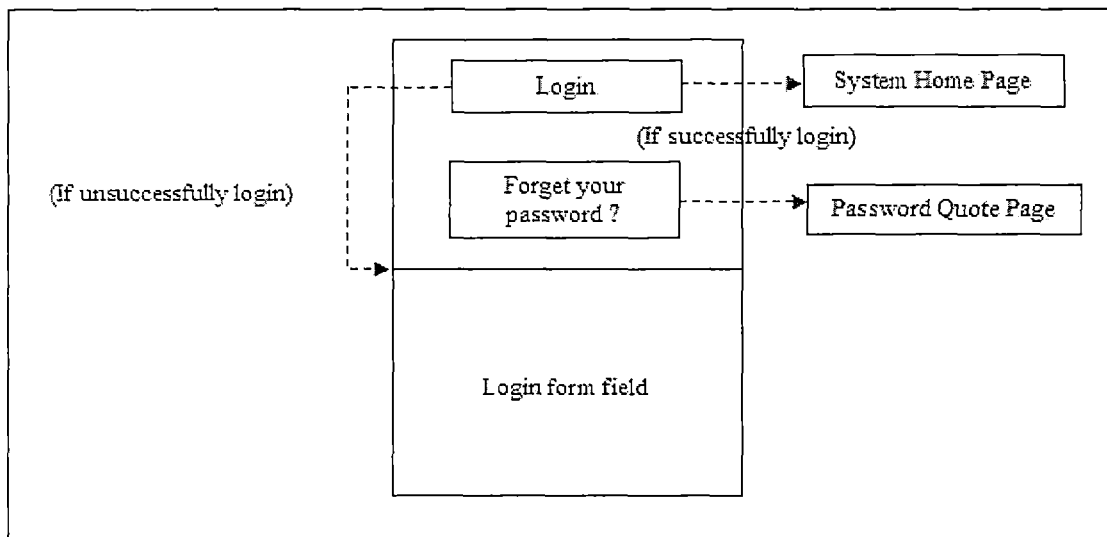 Login
System Home Page
(If successfully login)
(If unsuccessfully login)
Forget your
password ?
Password Quote Page
Login form field